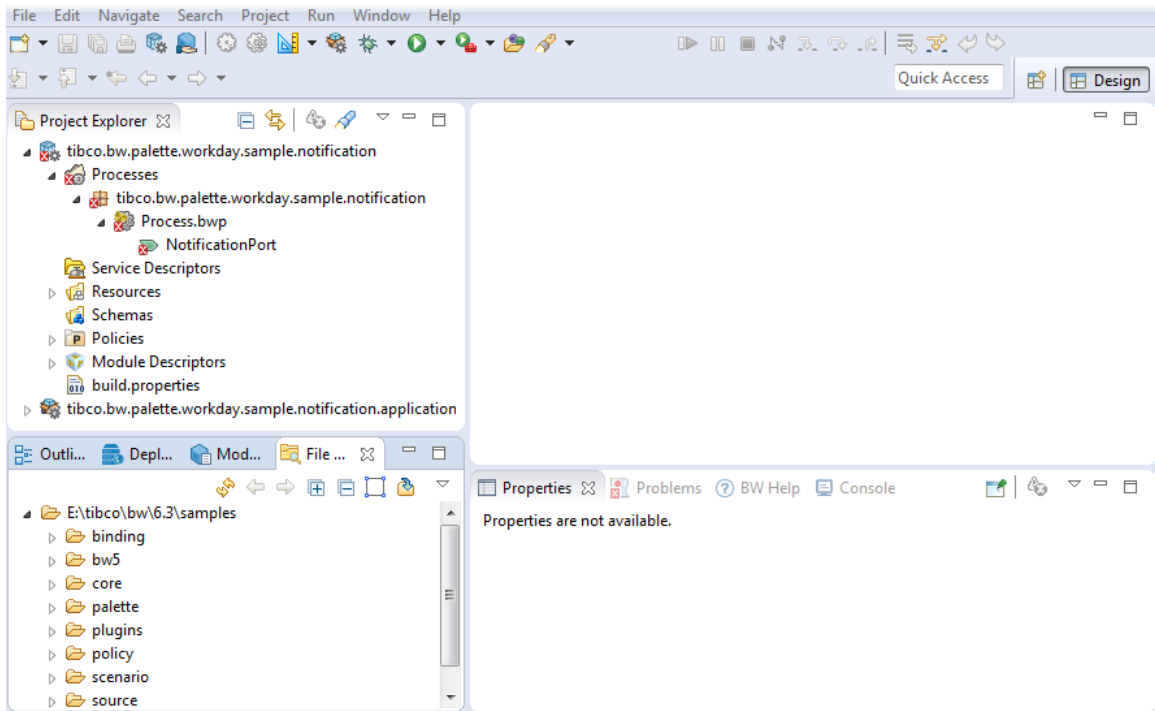 File Edit Navigate Search Project Run Window Help
Quick Access
Design
Project Explorer
tibco.bw.palette.workday.sample.notification
Processes
tibco.bw.palette.workday.sample.notification
Process.bwp
NotificationPort
Service Descriptors
Resources
Schemas
Policies
Module Descriptors
build.properties
tibco.bw.palette.workday.sample.notification.application
Outli... Depl... Mod... File ...
E:\tibco\bw\6.3\samples
binding
bw5
core
palette
plugins
policy
scenario
source
Properties Problems BW Help Console
Properties are not available.